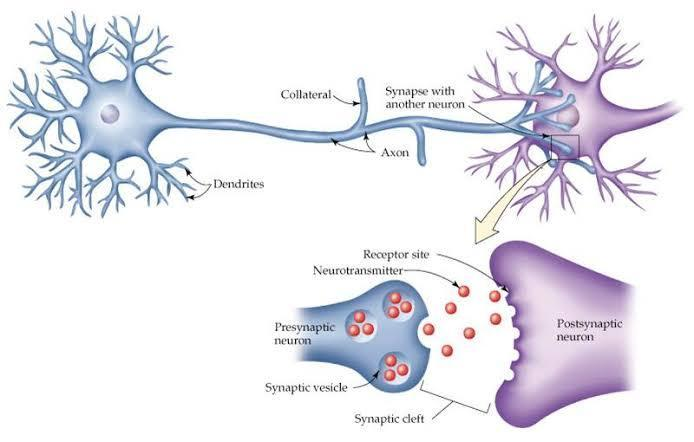 Collateral
Synapse with
another neuron
Axon
Dendrites
Receptor site
Neurotransmitter
Presynaptic
neuron
Postsynaptic
neuron
Synaptic vesicle
Synaptic cleft